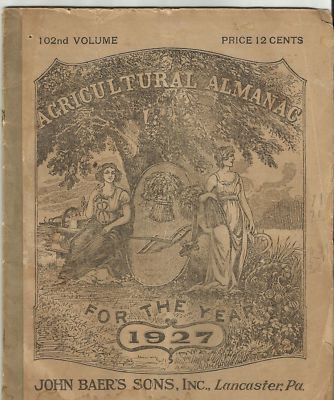 102nd VOLUME PRICE 12 CENTS
AGRICULTURAL ALMANAC
FOR THE YEAR
1927
JOHN BAER'S SONS, INC., Lancaster, Pa.